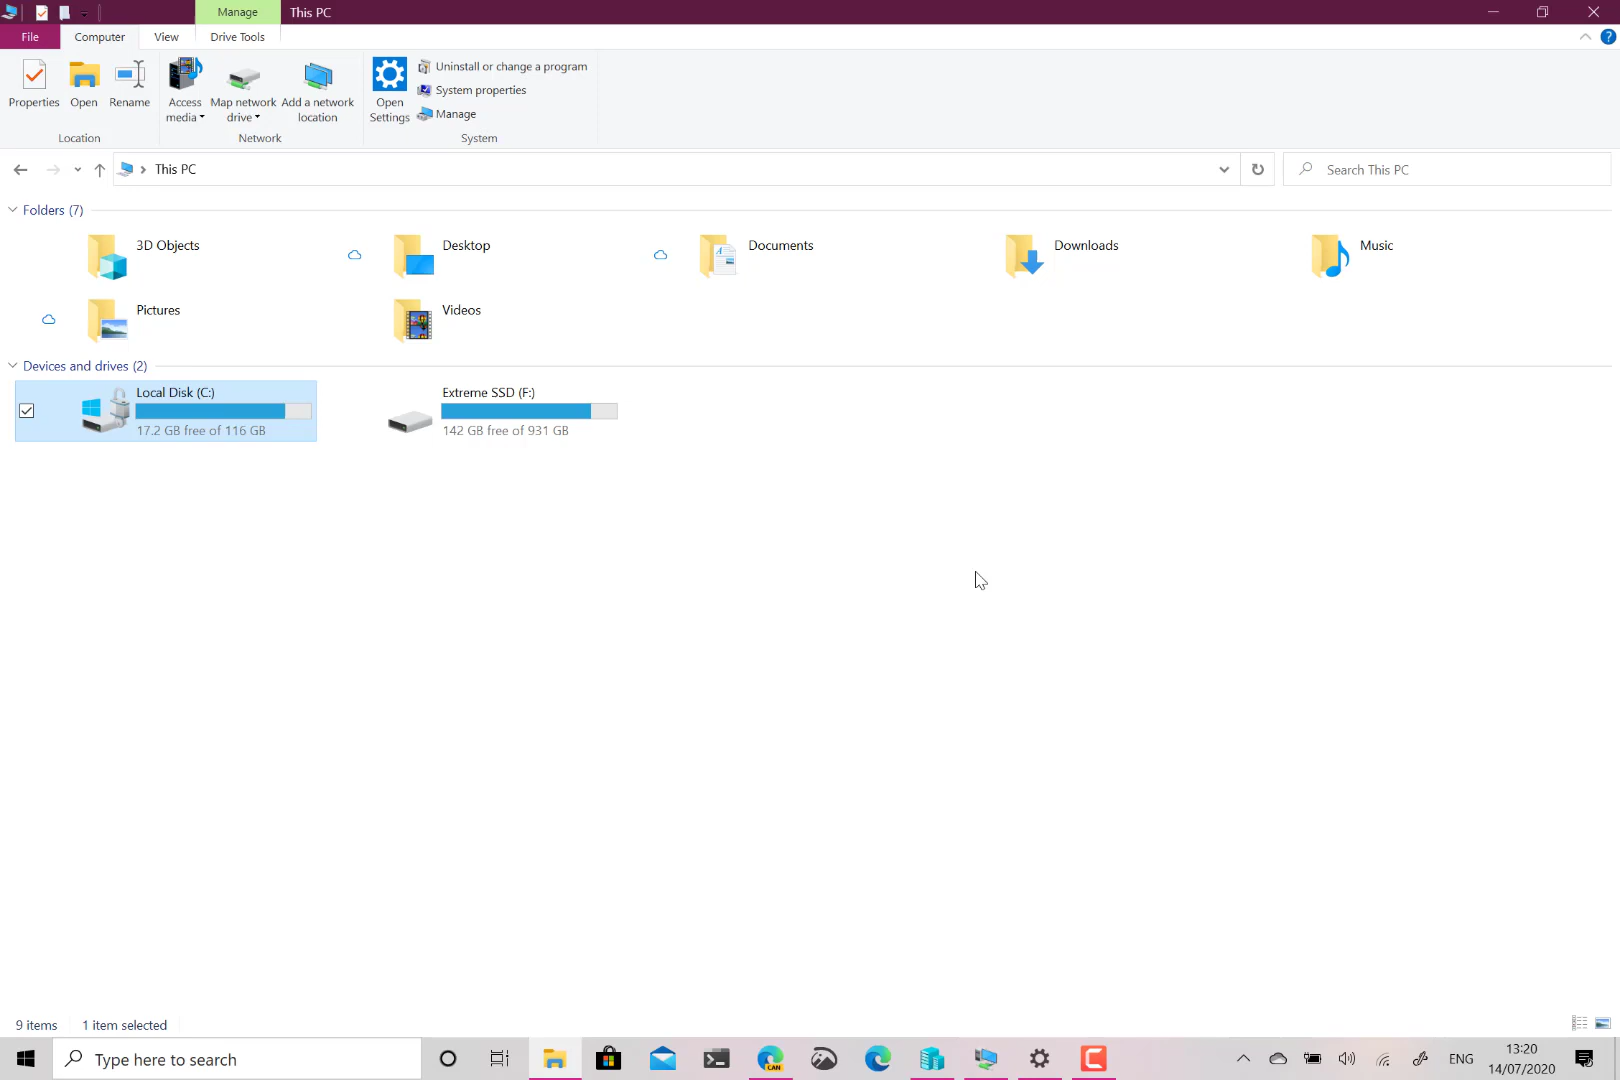 Manage
This PC
File
Computer
View
Drive Tools
Properties
Open
Rename
Access media
Map network drive
Add a network location
Open Settings
Uninstall or change a program
System properties
Manage
Location
Network
System
This PC
Search This PC
Folders (7)
3D Objects
Desktop
Documents
Downloads
Music
Pictures
Videos
Devices and drives (2)
Local Disk (C:)
17.2 GB free of 116 GB
Extreme SSD (F:)
142 GB free of 931 GB
9 items
1 item selected
Type here to search
CAN
ENG
13:20
14/07/2020